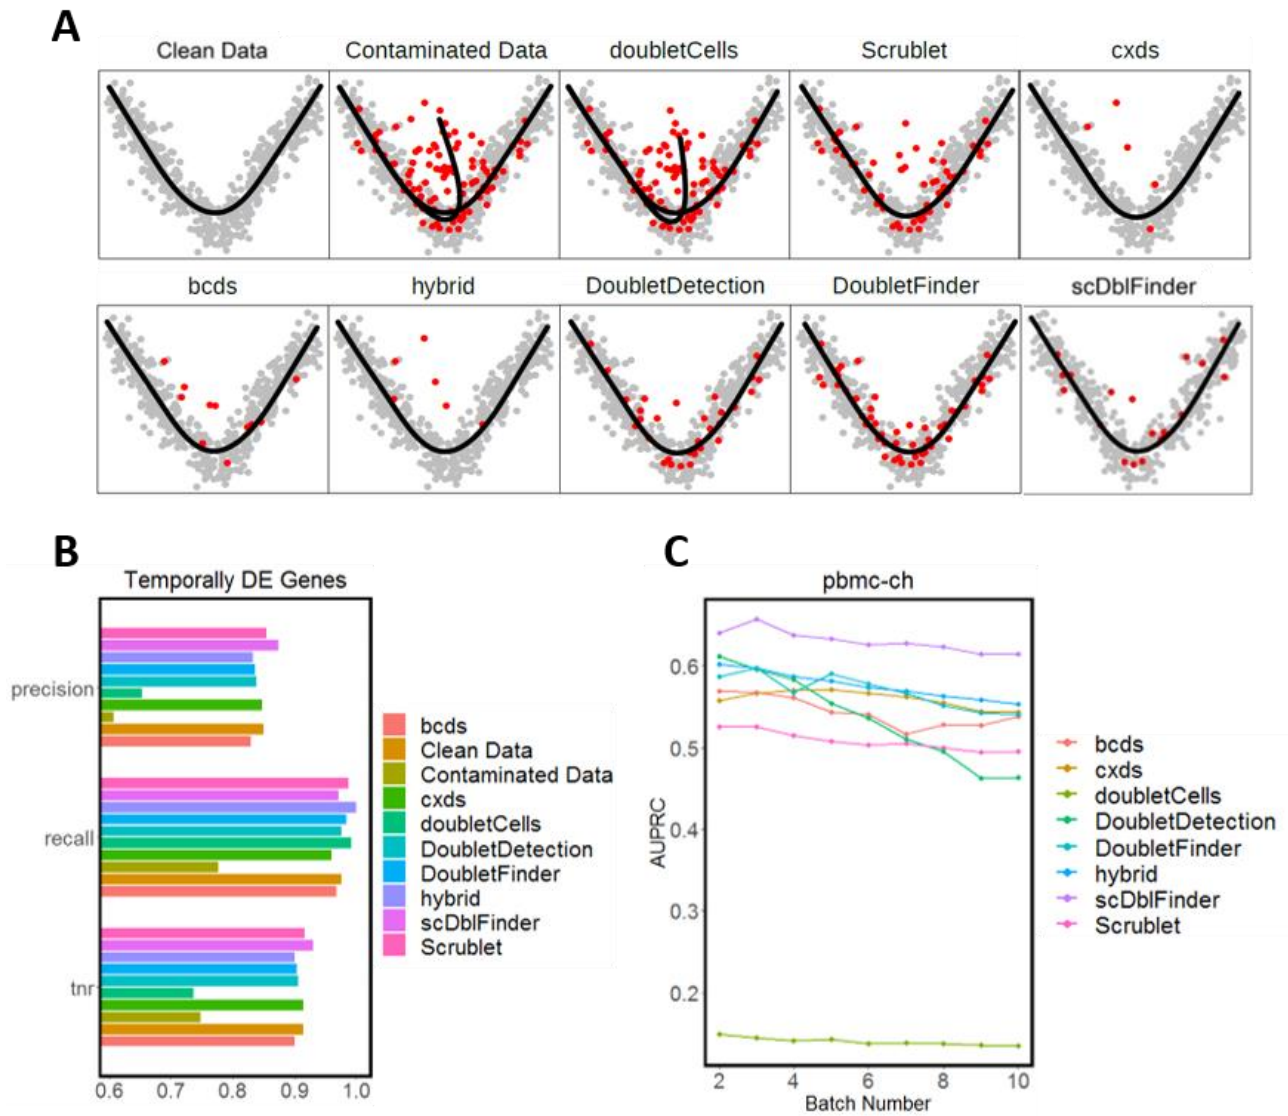 A
Clean Data
Contaminated Data
doubletCells
Scrublet
cxds
bcds
hybrid
DoubletDetection
DoubletFinder
scDblFinder
B
Temporally DE Genes
precision
recall
tnr
0.6 0.7 0.8 0.9 1.0
bcds
Clean Data
Contaminated Data
cxds
doubletCells
DoubletDetection
DoubletFinder
hybrid
scDblFinder
Scrublet
C
pbmc-ch
AUPRC
0.6
0.5
0.4
0.3
0.2
2 4 6 8 10
Batch Number
bcds
cxds
doubletCells
DoubletDetection
DoubletFinder
hybrid
scDblFinder
Scrublet